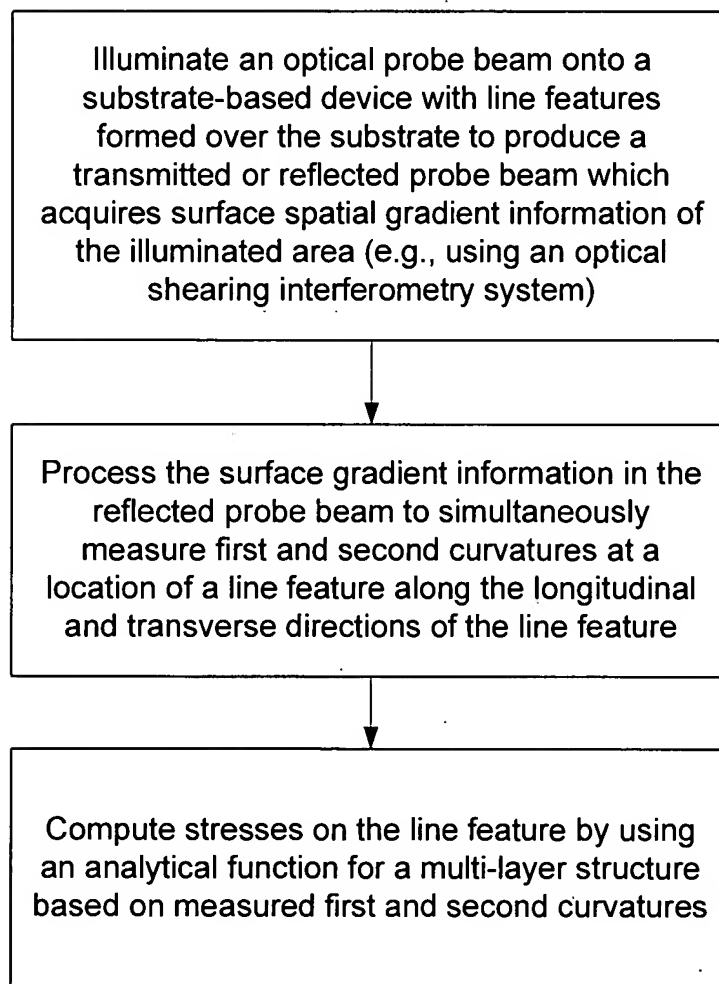 Illuminate an optical probe beam onto a
substrate-based device with line features
formed over the substrate to produce a
transmitted or reflected probe beam which
acquires surface spatial gradient information of
the illuminated area (e.g., using an optical
shearing interferometry system)
Process the surface gradient information in the
reflected probe beam to simultaneously
measure first and second curvatures at a
location of a line feature along the longitudinal
and transverse directions of the line feature
Compute stresses on the line feature by using
an analytical function for a multi-layer structure
based on measured first and second curvatures